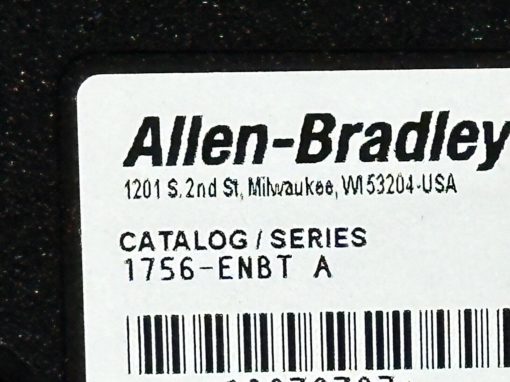 Allen-Bradley
1201 S. 2nd St, Milwaukee, WI 53204-USA
CATALOG / SERIES
1756-ENBT A